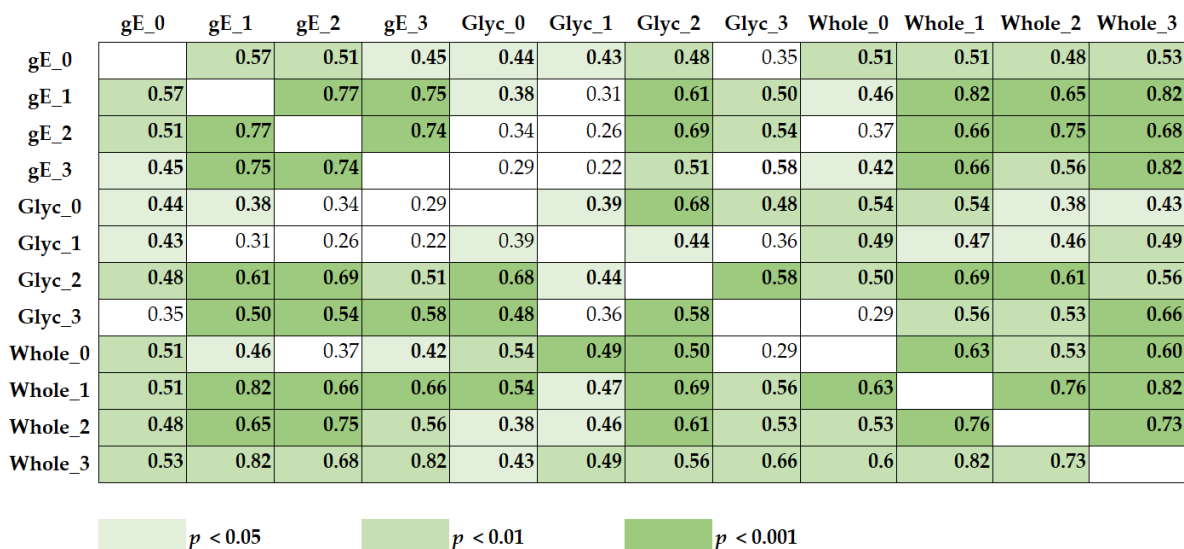 gE_0 gE_1 gE_2 gE_3 Glyc_0 Glyc_1 Glyc_2 Glyc_3 Whole_0 Whole_1 Whole_2 Whole_3
gE_0 0.57 0.51 0.45 0.44 0.43 0.48 0.35 0.51 0.51 0.48 0.53
gE_1 0.57 0.77 0.75 0.38 0.31 0.61 0.50 0.46 0.82 0.65 0.82
gE_2 0.51 0.77 0.74 0.34 0.26 0.69 0.54 0.37 0.66 0.75 0.68
gE_3 0.45 0.75 0.74 0.29 0.22 0.51 0.58 0.42 0.66 0.56 0.82
Glyc_0 0.44 0.38 0.34 0.29 0.39 0.68 0.48 0.54 0.54 0.38 0.43
Glyc_1 0.43 0.31 0.26 0.22 0.39 0.44 0.36 0.49 0.47 0.46 0.49
Glyc_2 0.48 0.61 0.69 0.51 0.68 0.44 0.58 0.50 0.69 0.61 0.56
Glyc_3 0.35 0.50 0.54 0.58 0.48 0.36 0.58 0.29 0.56 0.53 0.66
Whole_0 0.51 0.46 0.37 0.42 0.54 0.49 0.50 0.29 0.63 0.53 0.60
Whole_1 0.51 0.82 0.66 0.66 0.54 0.47 0.69 0.56 0.63 0.76 0.82
Whole_2 0.48 0.65 0.75 0.56 0.38 0.46 0.61 0.53 0.53 0.76 0.73
Whole_3 0.53 0.82 0.68 0.82 0.43 0.49 0.56 0.66 0.6 0.82 0.73
p < 0.05 p < 0.01 p < 0.001